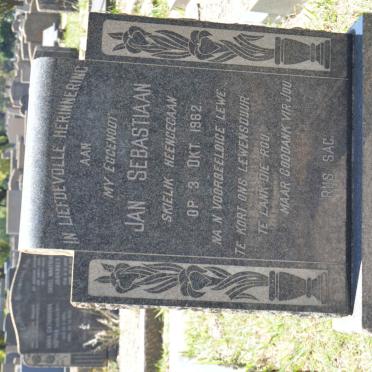 IN LIEFDEVOLLE HERINNERING
AAN
MY EGGENOOT
JAN SEBASTIAAN
SKIELIK HEENGEGAAN
OP 3 OKT. 1962.
NA 'N VOORBEELDIGE LEWE.
TE KORT ONS LEWENSDUUR
TE LANK DIE ROU
MAAR GODDANK VIR JOU
RUS SAG